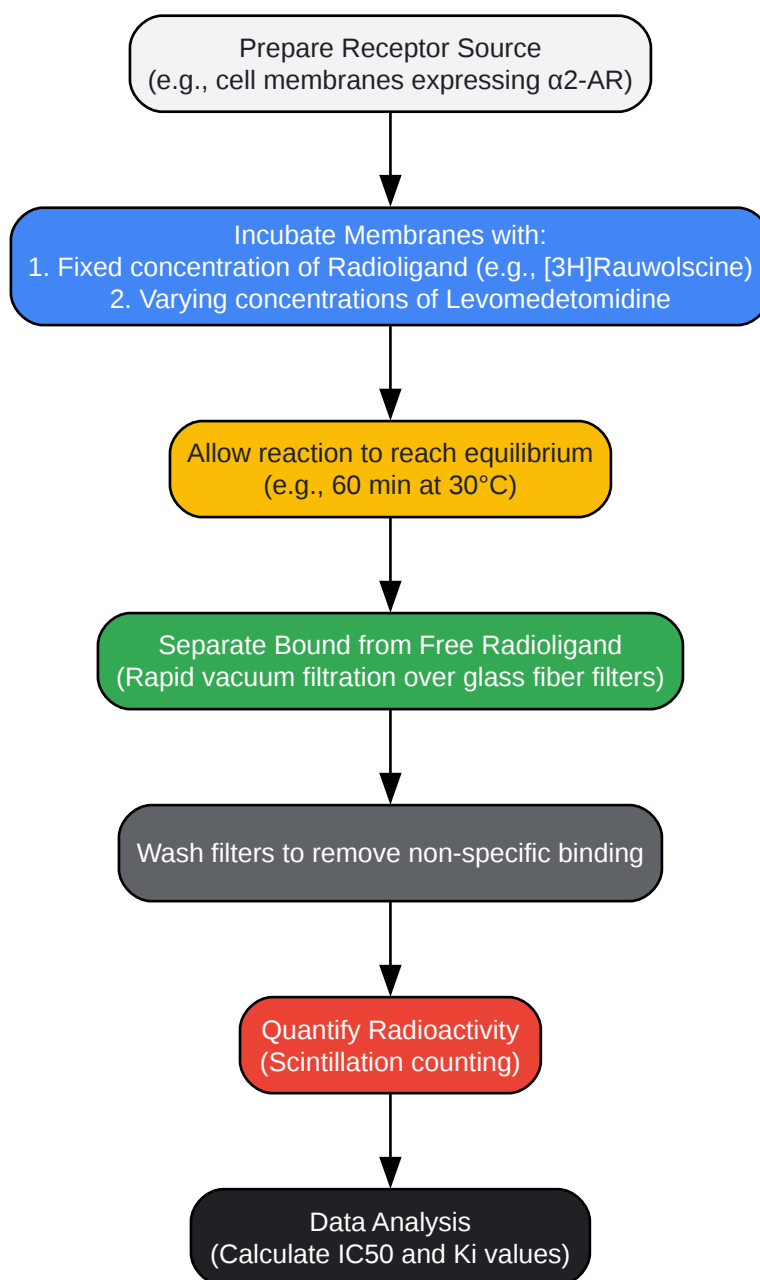 Prepare Receptor Source
(e.g., cell membranes expressing α2-AR)
Incubate Membranes with:
1. Fixed concentration of Radioligand (e.g., [3H]Rauwolscine)
2. Varying concentrations of Levomedetomidine
Allow reaction to reach equilibrium
(e.g., 60 min at 30°C)
Separate Bound from Free Radioligand
(Rapid vacuum filtration over glass fiber filters)
Wash filters to remove non-specific binding
Quantify Radioactivity
(Scintillation counting)
Data Analysis
(Calculate IC50 and Ki values)